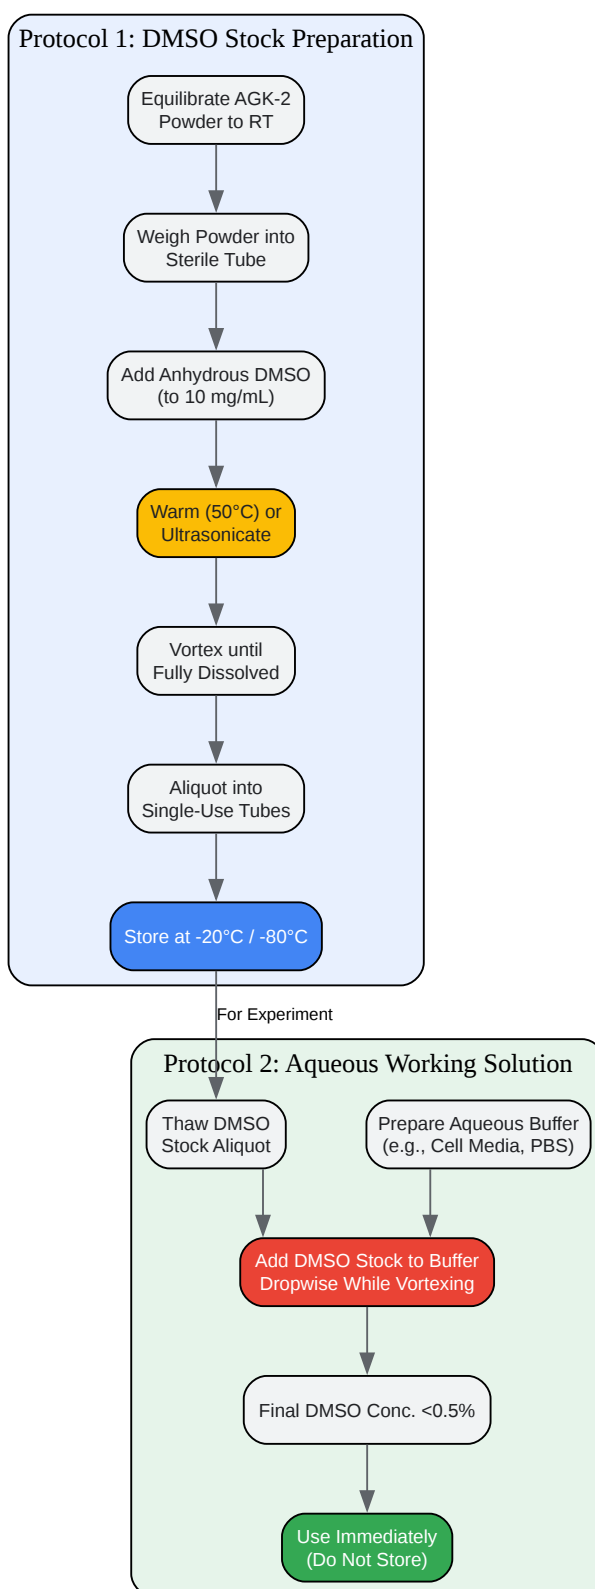 Protocol 1: DMSO Stock Preparation
Equilibrate AGK-2
Powder to RT
Weigh Powder into
Sterile Tube
Add Anhydrous DMSO
(to 10 mg/mL)
Warm (50°C) or
Ultrasonicate
Vortex until
Fully Dissolved
Aliquot into
Single-Use Tubes
Store at -20°C / -80°C
For Experiment
Protocol 2: Aqueous Working Solution
Thaw DMSO
Stock Aliquot
Prepare Aqueous Buffer
(e.g., Cell Media, PBS)
Add DMSO Stock to Buffer
Dropwise While Vortexing
Final DMSO Conc. <0.5%
Use Immediately
(Do Not Store)